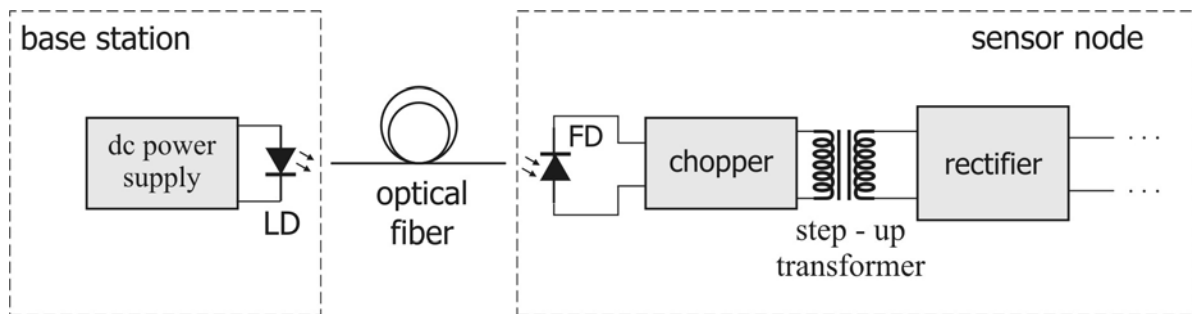 base station
sensor node
dc power
supply
LD
optical
fiber
FD
chopper
step - up
transformer
rectifier
. . .
. . .